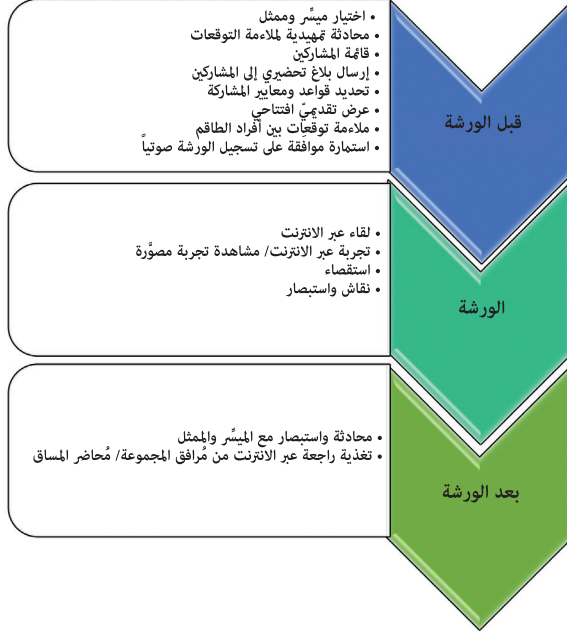 قبل الورشة
• اختيار ميسِّر وممثل
• محادثة تمهيدية لملاءمة التوقعات
• قائمة المشاركين
• إرسال بلاغ تحضيري إلى المشاركين
• تحديد قواعد ومعايير المشاركة
• عرض تقديميّ افتتاحي
• ملاءمة توقعات بين أفراد الطاقم
• استمارة موافقة على تسجيل الورشة صوتياً
الورشة
• لقاء عبر الانترنت
• تجربة عبر الانترنت/ مشاهدة تجربة مصوَّرة
• استقصاء
• نقاش واستبصار
بعد الورشة
• محادثة واستبصار مع الميسِّر والممثل
• تغذية راجعة عبر الانترنت من مُرافق المجموعة/ مُحاضر المساق